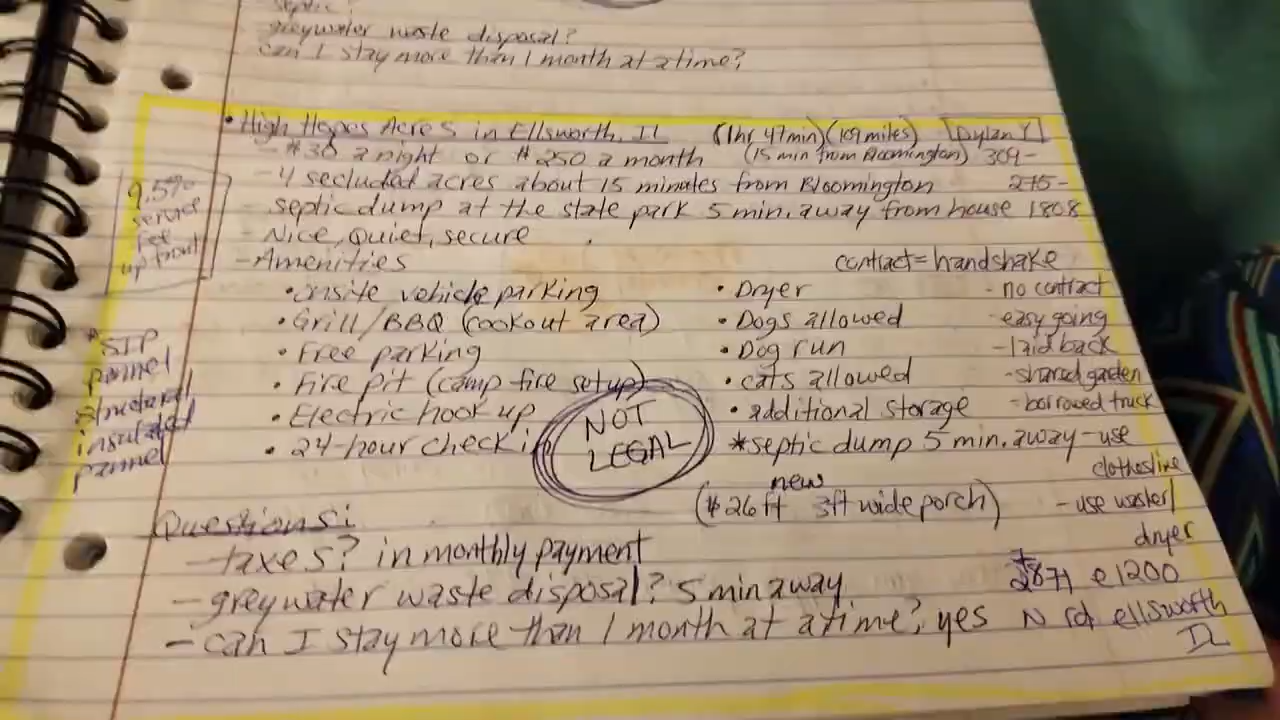 septic?
greywater waste disposal?
can I stay more than 1 month at a time?
• High Hopes Acres in Ellsworth, IL (1hr 47min) (109 miles) [Dylan Y]
- $30 a night or $250 a month (15 min from Bloomington) 309-
- 4 secluded acres about 15 minutes from Bloomington 275-
- septic dump at the state park 5 min. away from house 1808
- Nice, Quiet, secure
9.5%
service
fee
up front
- Amenities contract = handshake
• onsite vehicle parking • Dryer - no contract
• Grill/BBQ (cookout area) • Dogs allowed - easy going
• Free parking • Dog run - laid back
• Fire pit (camp fire setup) • cats allowed - shared garden
• Electric hook up • additional storage - borrowed truck
• 24-hour check in *septic dump 5 min. away - use
clothesline
NOT
LEGAL
*SIP
pannel
structural
insulated
pannel
new
($26ft 3ft wide porch) - use washer/
dryer
Questions:
- taxes? in monthly payment
- greywater waste disposal? 5 min away e1200
- can I stay more than 1 month at a time? yes N rd ellsworth
IL